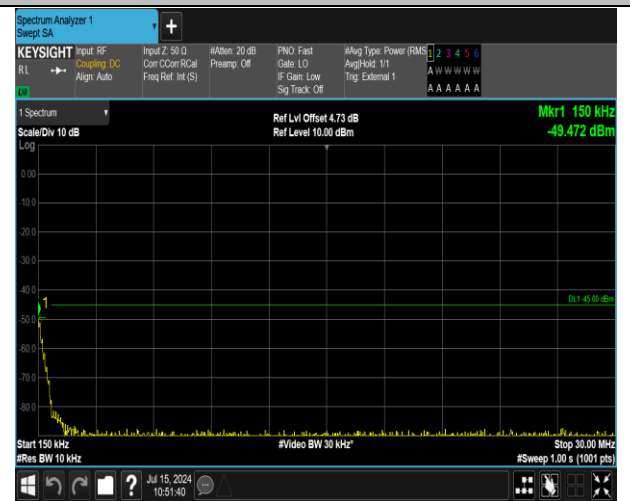 Spectrum Analyzer 1
Swept SA
+
KEYSIGHT Input: RF Input Z: 50 Ω #Atten: 20 dB PNO: Fast #Avg Type: Power (RMS 1 2 3 4 5 6
RL Coupling: DC Corr CCorr RCal Preamp: Off Gate: LO Avg|Hold: 1/1 A W W W W W
Align: Auto Freq Ref: Int (S) IF Gain: Low Trig: External 1
Sig Track: Off A A A A A A
LXI
1 Spectrum Ref Lvl Offset 4.73 dB Mkr1 150 kHz
Scale/Div 10 dB Ref Level 10.00 dBm -49.472 dBm
Log
0.00
-10.0
-20.0
-30.0
-40.0
1
DL1 -45.00 dBm
-50.0
-60.0
-70.0
-80.0
Start 150 kHz #Video BW 30 kHz* Stop 30.00 MHz
#Res BW 10 kHz #Sweep 1.00 s (1001 pts)
? Jul 15, 2024
10:51:40